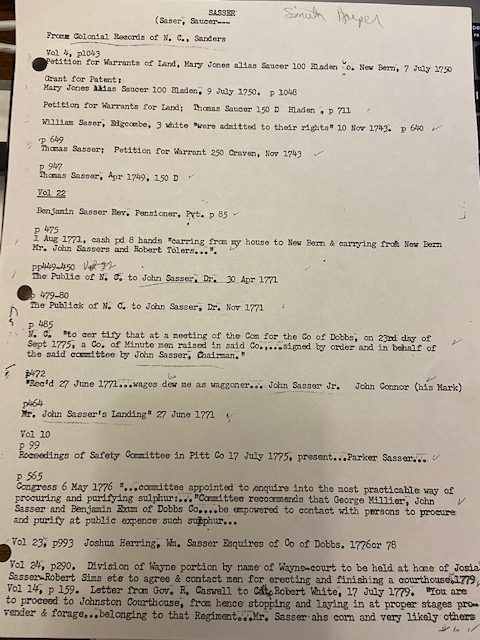 SASSER
Smith Harper
(Saser, Saucer---
From: Colonial Records of N. C., Sanders
Vol 4, p1043
Petition for Warrants of Land, Mary Jones alias Saucer 100 Bladen Co. New Bern, 7 July 1750
Grant for Patent:
Mary Jones Alias Saucer 100 Bladen, 9 July 1750. p 1048
Petition for Warrants for Land; Thomas Saucer 150 D Bladen , p 711
William Saser, Edgcombe, 3 white "were admitted to their rights" 10 Nov 1743. p 640
p 649
Thomas Sasser; Petition for Warrant 250 Craven, Nov 1743
p 947
Thomas Sasser, Apr 1749, 150 D
Vol 22
Benjamin Sasser Rev. Pensioner, Pvt. p 85
p 475
1 Aug 1771, cash pd 8 hands "carring from my house to New Bern & carrying from New Bern
Mr. John Sassers and Robert Tolers...".
pp449-450 Vol 22
The Public of N. C. to John Sasser, Dr. 30 Apr 1771
p 479-80
The Publick of N. C. to John Sasser, Dr. Nov 1771
p 485
N. C. "to cer tify that at a meeting of the Com for the Co of Dobbs, on 23rd day of
Sept 1775, a Co. of Minute men raised in said Co.,...signed by order and in behalf of
the said committee by John Sasser, Chairman."
p472
"Rec'd 27 June 1771...wages dew me as waggoner... John Sasser Jr. John Connor (his Mark)
p464
Mr. John Sasser's Landing" 27 June 1771
Vol 10
p 99
Roceedings of Safety Committee in Pitt Co 17 July 1775, present...Parker Sasser...
p 565
Congress 6 May 1776 "...committee appointed to enquire into the most practicable way of
procuring and purifying sulphur:..."Committee reccommends that George Millier, John
Sasser and Benjamin Exum of Dobbs Co....be empowered to contact with persons to procure
and purify at public expence such sulphur...
Vol 23, p993 Joshua Herring, Wm. Sasser Esquires of Co of Dobbs. 1776or 78
Vol 24, p290. Division of Wayne portion by name of Wayne-court to be held at home of Josia
Sasser-Robert Sims etc to agree & contact men for erecting and finishing a courthouse,1779
Vol 14, p 159. Letter from Gov. R. Caswell to Capt Robert White, 17 July 1779. "You are
to proceed to Johnston Courthouse, from hence stopping and laying in at proper stages pro-
vender & forage...belonging to that Regiment...Mr. Sasser ahs corn and very likely others